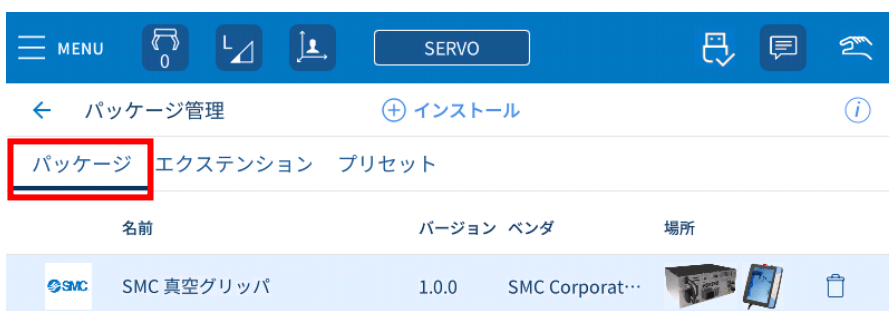 MENU 0 L SERVO
← パッケージ管理 インストール i
パッケージ エクステンション プリセット
名前 バージョン ベンダ 場所
SMC SMC 真空グリッパ 1.0.0 SMC Corporat…